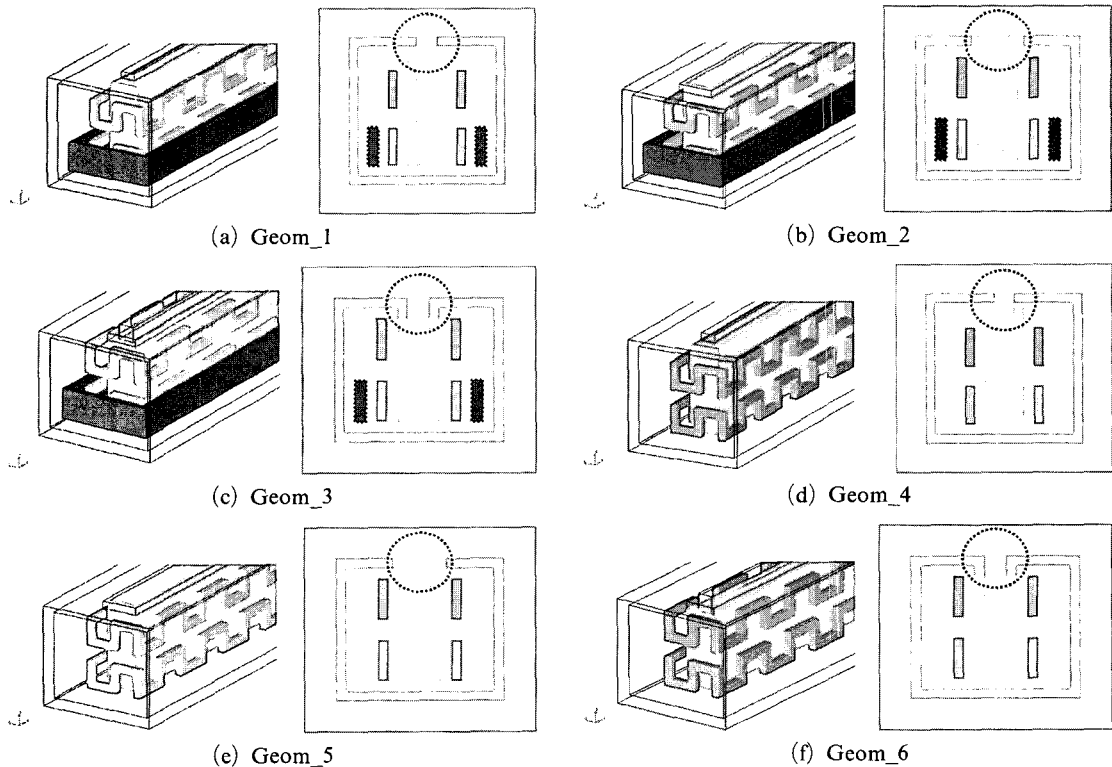 (a) Geom_1
(b) Geom_2
(c) Geom_3
(d) Geom_4
(e) Geom_5
(f) Geom_6